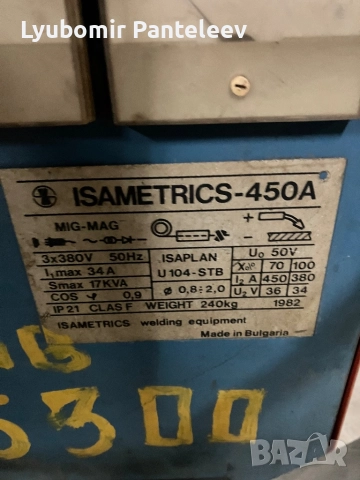 Lyubomir Panteleev
ISAMETRICS-450A
MIG-MAG
+
-
3x380V 50Hz
I₁max 34A
Smax 17KVA
COS φ 0,9
ISAPLAN
U104-STB
ø 0,8÷2,0
U₀ 50V
X% 70 100
I₂ A 450 380
U₂ V 36 34
IP21 CLAS F WEIGHT 240kg 1982
ISAMETRICS welding equipment
Made in Bulgaria
5300
BAZAR